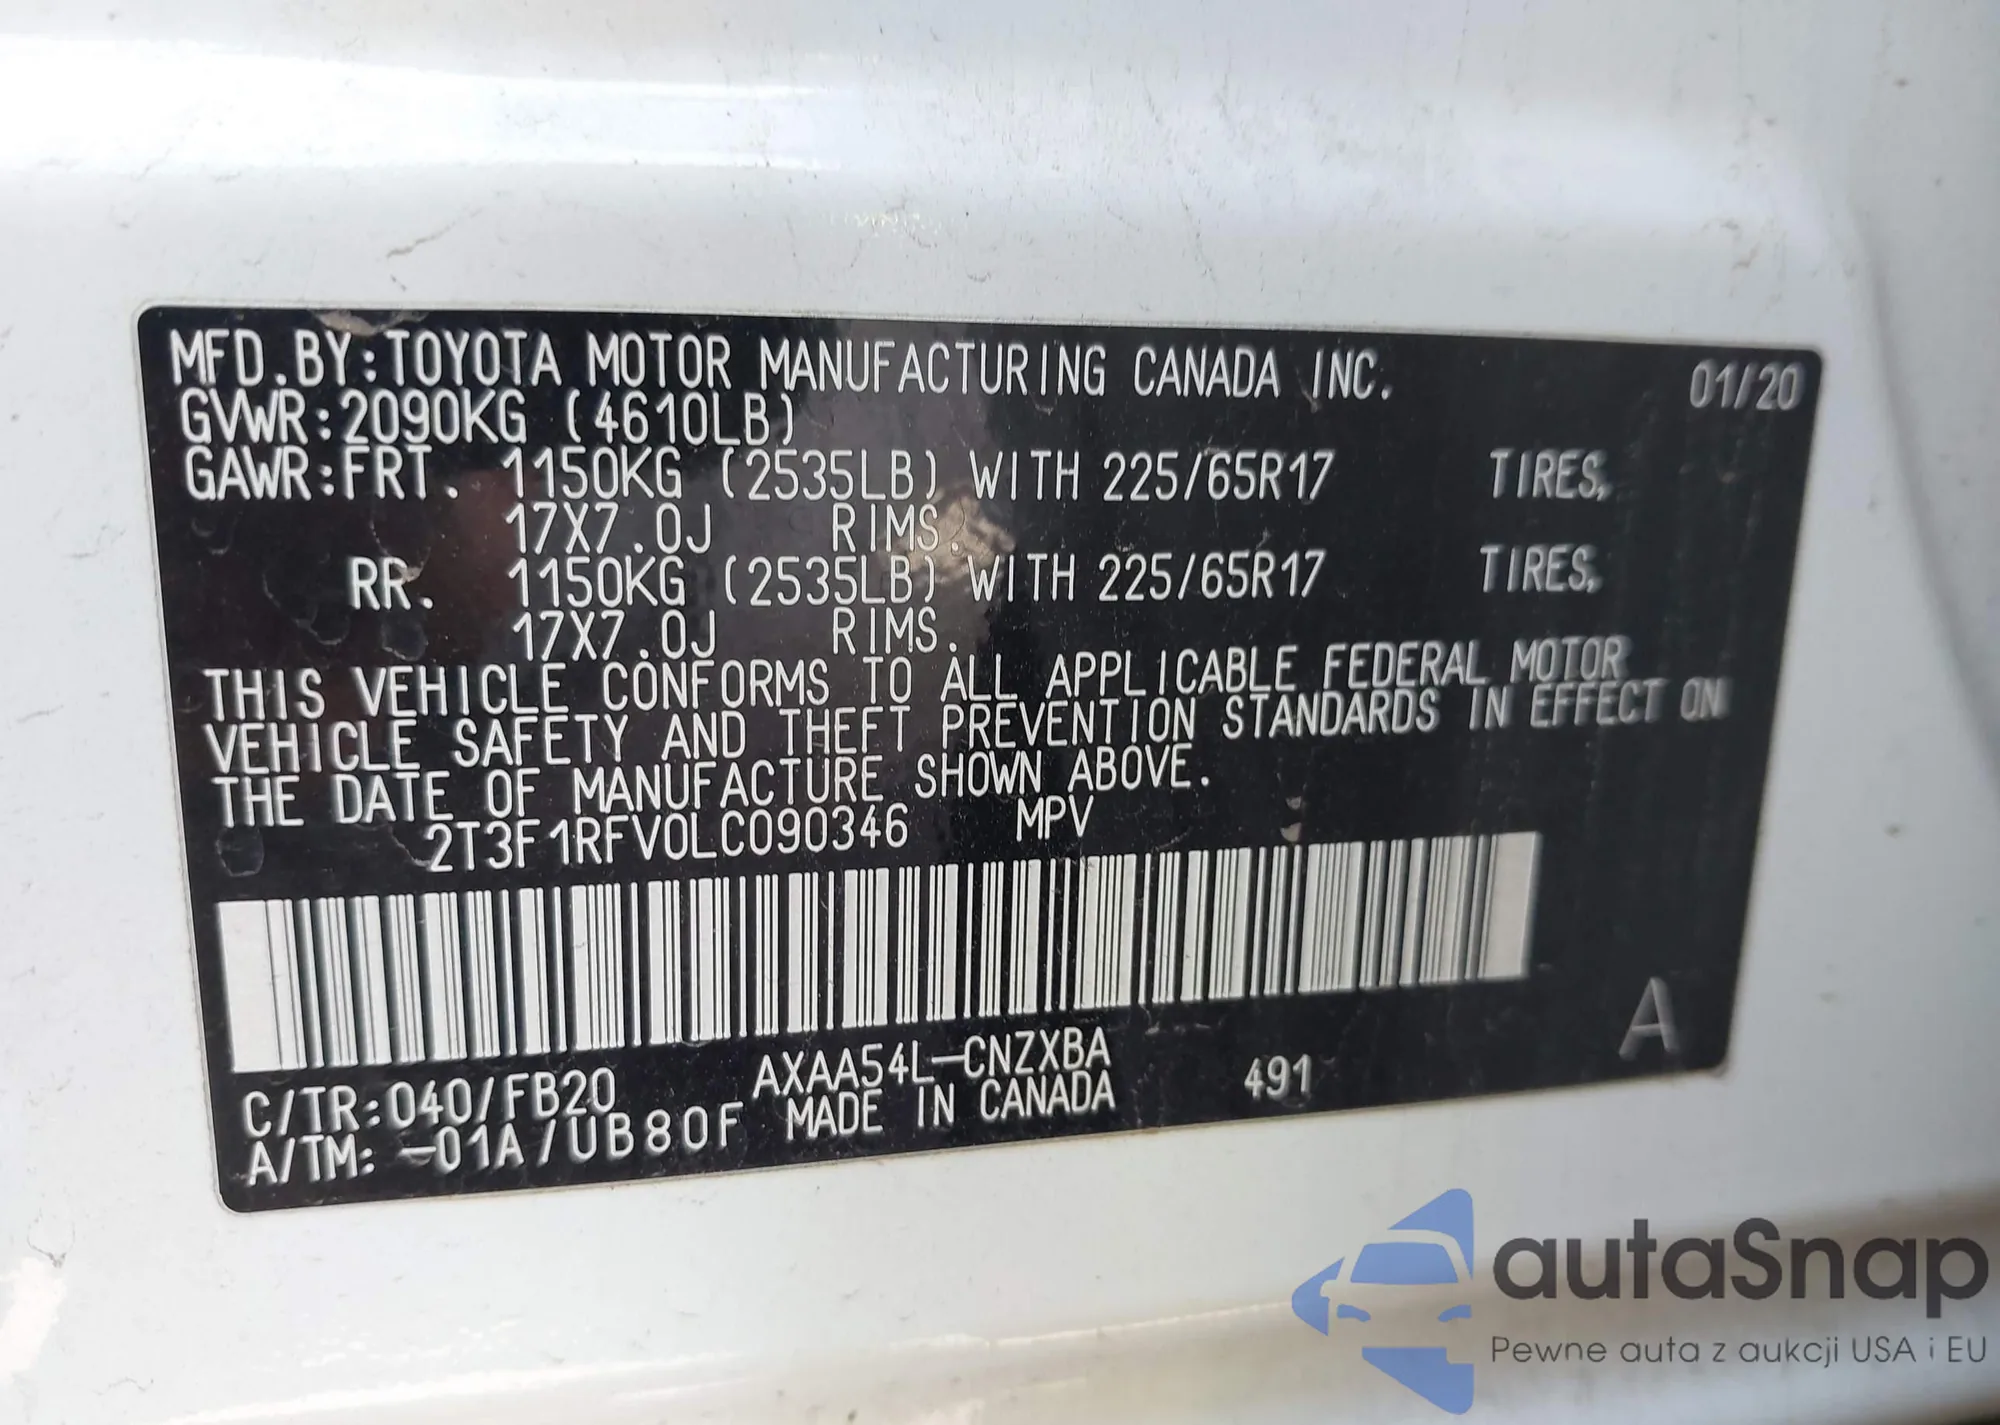 MFD.BY:TOYOTA MOTOR MANUFACTURING CANADA INC. 01/20
GVWR:2090KG (4610LB)
GAWR:FRT. 1150KG (2535LB) WITH 225/65R17 TIRES,
17X7.0J RIMS.
RR. 1150KG (2535LB) WITH 225/65R17 TIRES,
17X7.0J RIMS.
THIS VEHICLE CONFORMS TO ALL APPLICABLE FEDERAL MOTOR
VEHICLE SAFETY AND THEFT PREVENTION STANDARDS IN EFFECT ON
THE DATE OF MANUFACTURE SHOWN ABOVE.
2T3F1RFV0LC090346 MPV
A
AXAA54L-CNZXBA 491
C/TR:040/FB20
A/TM:-01A/UB80F MADE IN CANADA
autaSnap
Pewne auta z aukcji USA i EU